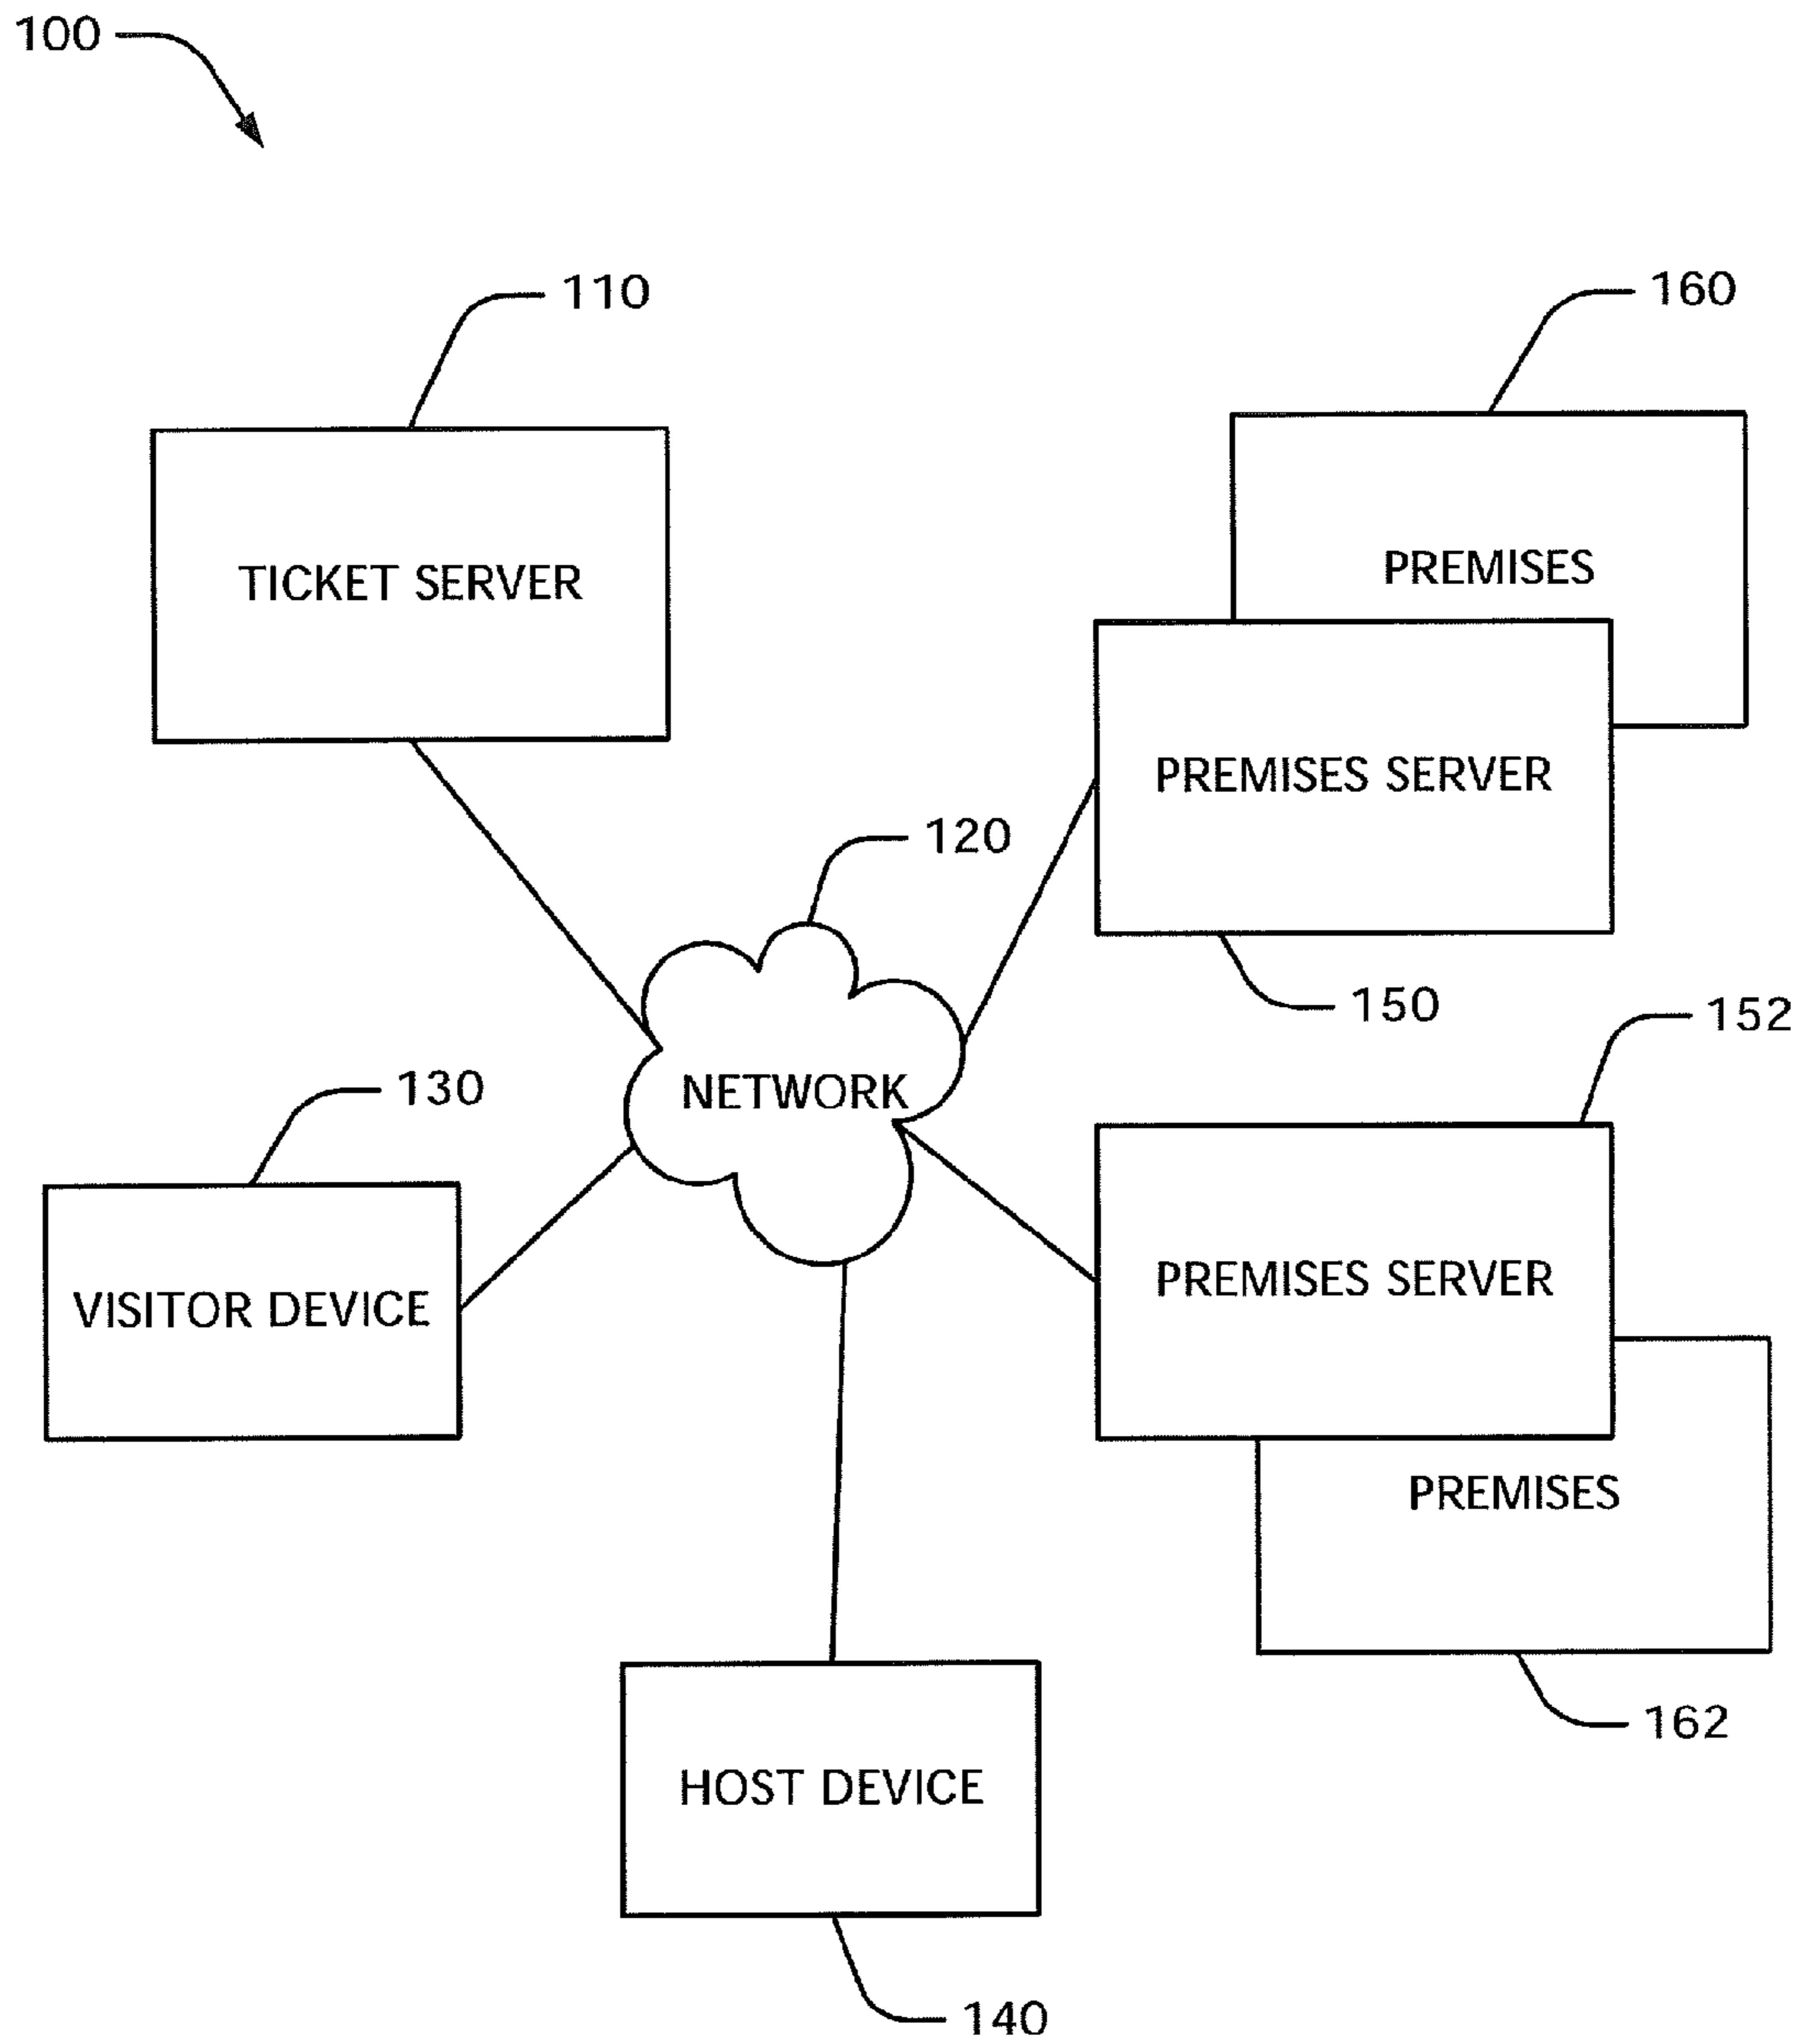 100
110
160
TICKET SERVER
PREMISES
PREMISES SERVER
120
150
152
130
NETWORK
VISITOR DEVICE
PREMISES SERVER
PREMISES
162
HOST DEVICE
140